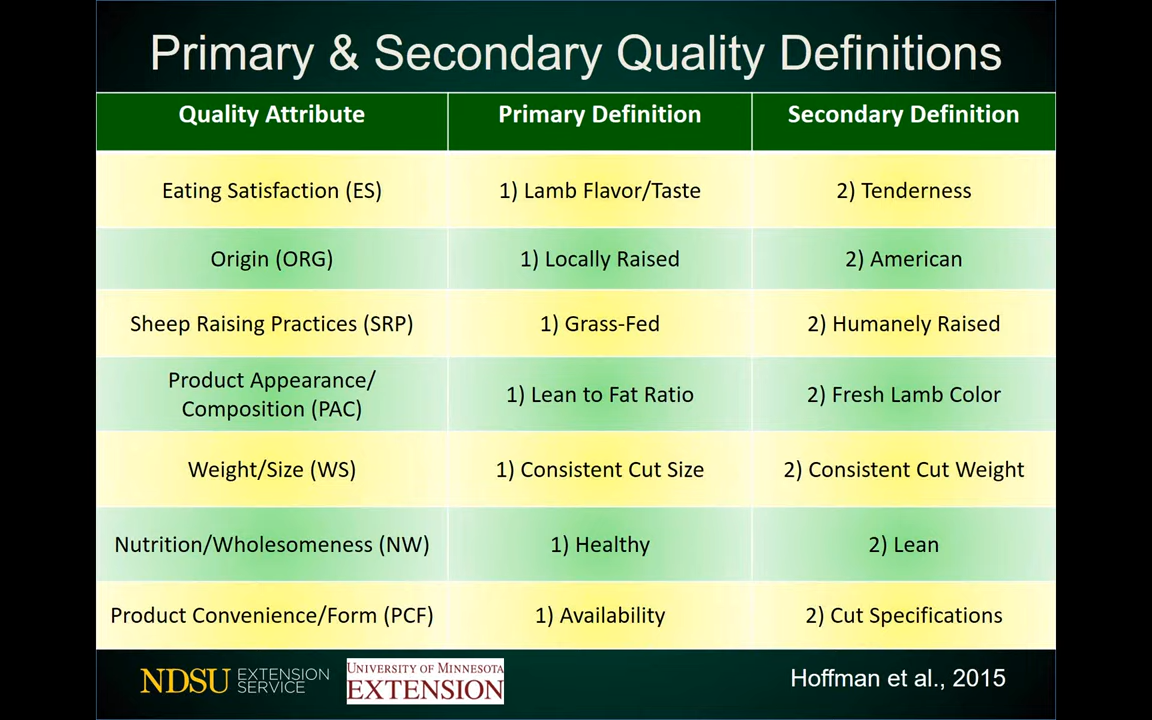 Primary & Secondary Quality Definitions
Quality Attribute Primary Definition Secondary Definition
Eating Satisfaction (ES) 1) Lamb Flavor/Taste 2) Tenderness
Origin (ORG) 1) Locally Raised 2) American
Sheep Raising Practices (SRP) 1) Grass-Fed 2) Humanely Raised
Product Appearance/
Composition (PAC) 1) Lean to Fat Ratio 2) Fresh Lamb Color
Weight/Size (WS) 1) Consistent Cut Size 2) Consistent Cut Weight
Nutrition/Wholesomeness (NW) 1) Healthy 2) Lean
Product Convenience/Form (PCF) 1) Availability 2) Cut Specifications
NDSU EXTENSION
SERVICE
UNIVERSITY OF MINNESOTA
EXTENSION
Hoffman et al., 2015